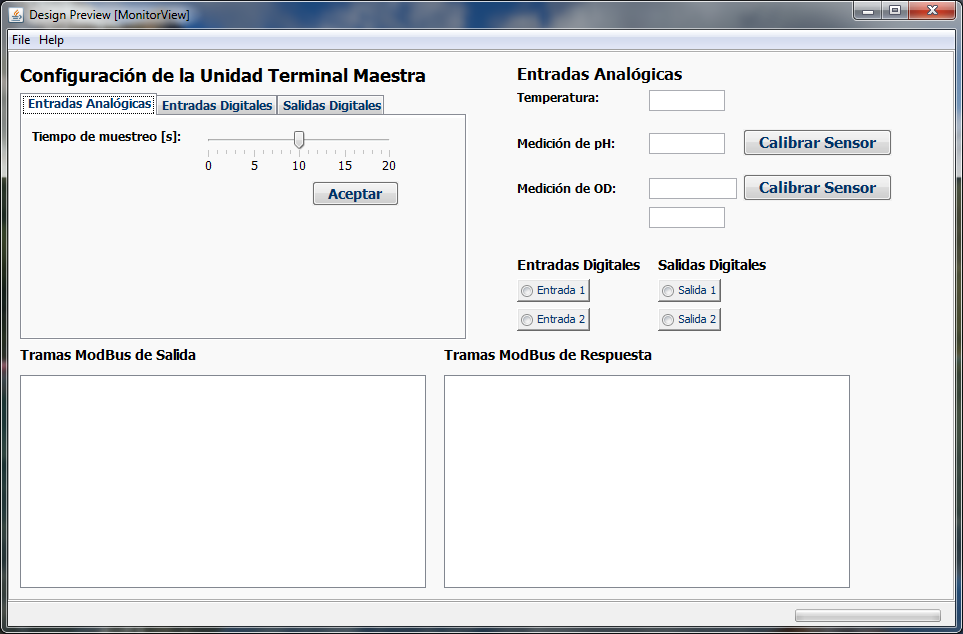 Design Preview [MonitorView]
File Help
Configuración de la Unidad Terminal Maestra
Entradas Analógicas Entradas Digitales Salidas Digitales
Tiempo de muestreo [s]:
0 5 10 15 20
Aceptar
Entradas Analógicas
Temperatura:
Medición de pH: Calibrar Sensor
Medición de OD: Calibrar Sensor
Entradas Digitales Salidas Digitales
Entrada 1 Salida 1
Entrada 2 Salida 2
Tramas ModBus de Salida Tramas ModBus de Respuesta